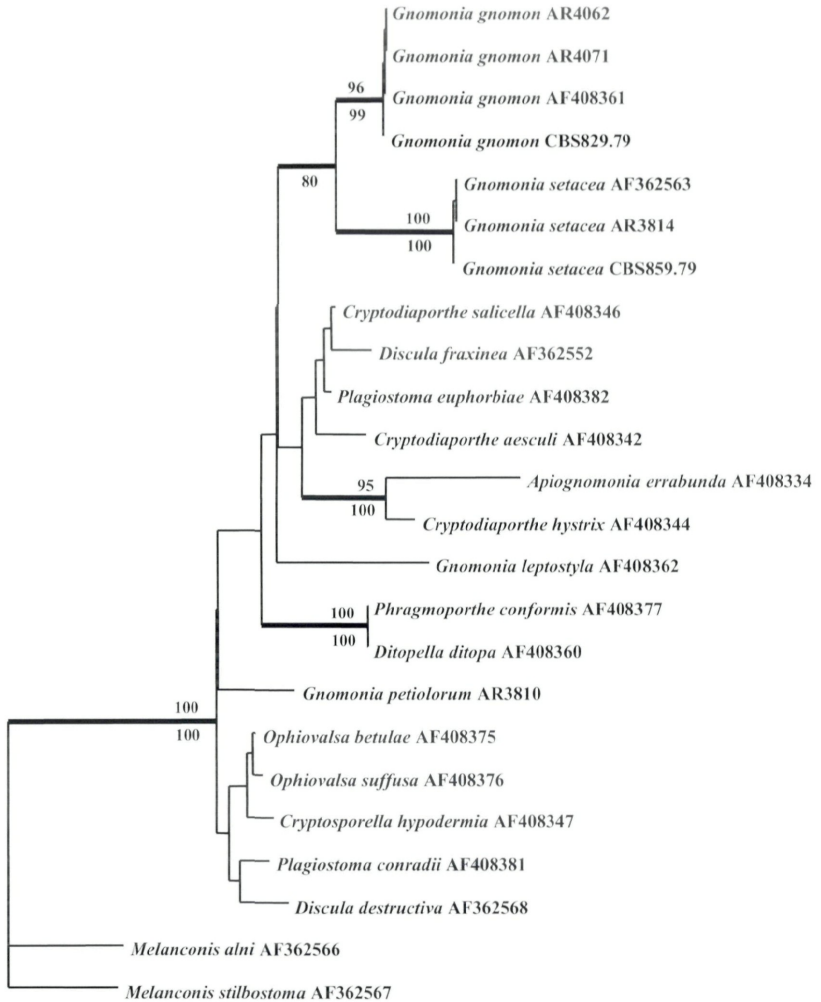 Gnomonia gnomon AR4062
Gnomonia gnomon AR4071
96
Gnomonia gnomon AF408361
99
Gnomonia gnomon CBS829.79
80
Gnomonia setacea AF362563
100
Gnomonia setacea AR3814
100
Gnomonia setacea CBS859.79
Cryptodiaporthe salicella AF408346
Discula fraxinea AF362552
Plagiostoma euphorbiae AF408382
Cryptodiaporthe aesculi AF408342
95
Apiognomonia errabunda AF408334
100
Cryptodiaporthe hystrix AF408344
Gnomonia leptostyla AF408362
100
Phragmoporthe conformis AF408377
100
Ditopella ditopa AF408360
Gnomonia petiolorum AR3810
100
100
Ophiovalsa betulae AF408375
Ophiovalsa suffusa AF408376
Cryptosporella hypodermia AF408347
Plagiostoma conradii AF408381
Discula destructiva AF362568
Melanconis alni AF362566
Melanconis stilbostoma AF362567